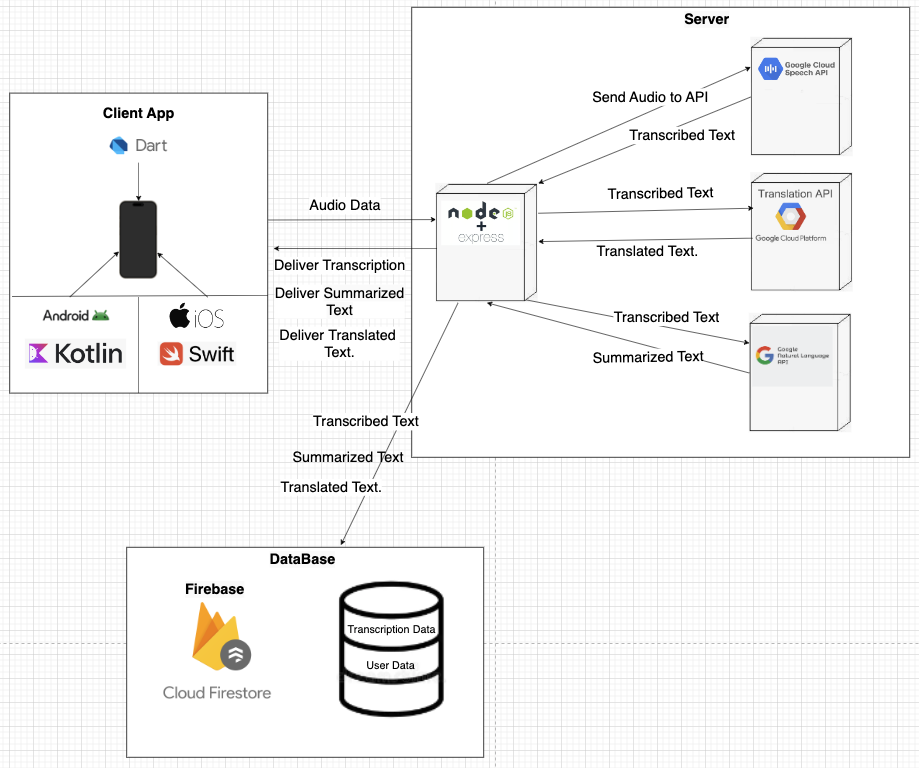 Server
Google Cloud
Speech API
Send Audio to API
Transcribed Text
Client App
Dart
Audio Data
node
JS
+
express
Transcribed Text
Translation API
Google Cloud Platform
Translated Text.
Deliver Transcription
Deliver Summarized
Text
Deliver Translated
Text.
Android
iOS
Kotlin
Swift
Transcribed Text
Google
Natural Language
API
Summarized Text
Transcribed Text
Summarized Text
Translated Text.
DataBase
Firebase
Cloud Firestore
Transcription Data
User Data